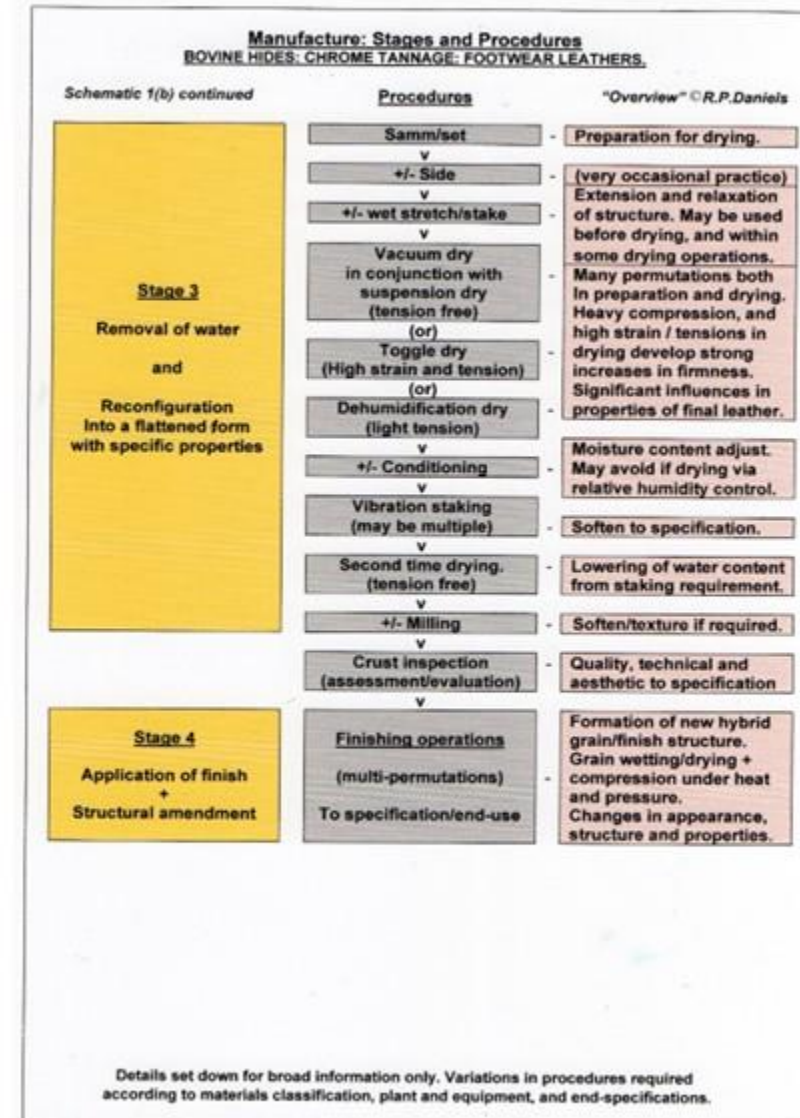 Manufacture: Stages and Procedures
BOVINE HIDES: CHROME TANNAGE: FOOTWEAR LEATHERS.
Schematic 1(b) continued
Procedures
"Overview" ©R.P.Daniels
Stage 3
Removal of water
and
Reconfiguration
Into a flattened form
with specific properties
Samm/set
v
+/- Side
v
+/- wet stretch/stake
v
Vacuum dry
in conjunction with
suspension dry
(tension free)
(or)
Toggle dry
(High strain and tension)
(or)
Dehumidification dry
(light tension)
v
+/- Conditioning
v
Vibration staking
(may be multiple)
v
Second time drying.
(tension free)
v
+/- Milling
v
Crust inspection
(assessment/evaluation)
v
- Preparation for drying.
- (very occasional practice)
- Extension and relaxation
of structure. May be used
before drying, and within
some drying operations.
- Many permutations both
In preparation and drying.
Heavy compression, and
high strain / tensions in
- drying develop strong
increases in firmness.
Significant influences in
- properties of final leather.
Moisture content adjust.
- May avoid if drying via
relative humidity control.
- Soften to specification.
- Lowering of water content
from staking requirement.
- Soften/texture if required.
- Quality, technical and
aesthetic to specification
Stage 4
Application of finish
+
Structural amendment
Finishing operations
(multi-permutations)
To specification/end-use
Formation of new hybrid
grain/finish structure.
Grain wetting/drying +
- compression under heat
and pressure.
Changes in appearance,
structure and properties.
Details set down for broad information only. Variations in procedures required
according to materials classification, plant and equipment, and end-specifications.